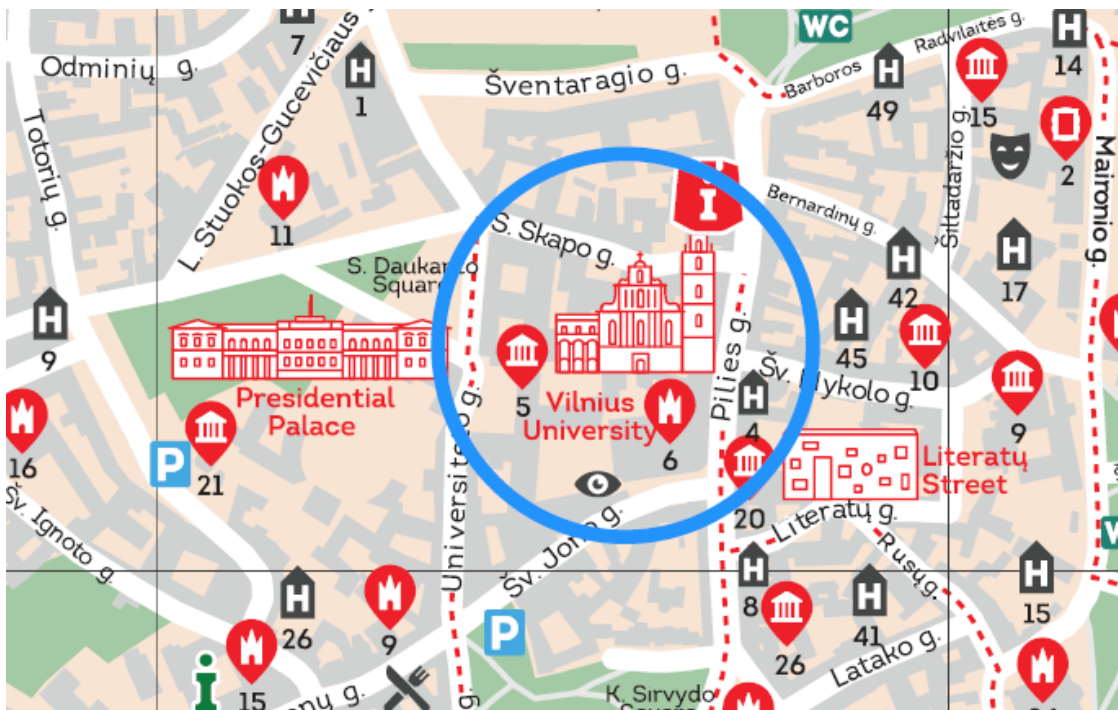 WC
Radvilaitės g.
H
7
Odminių g.
H
1
Šventaragio g.
Barboros
H
49
15
H
14
Totorių g.
L. Stuokos-Gucevičiaus
2
Maironio g.
Šiltadaržio g.
11
I
Bernardinų g.
S. Skapo g.
S. Daukanto
Square
H
42
H
17
H
9
H
45
10
5
Šv. Mykolo g.
Presidential
Palace
Vilnius
University
Pilies g.
H
4
9
6
16
P
21
Universiteto g.
Literatų
Street
20
Literatų g.
Šv. Ignoto g.
Šv. Jono g.
Rusų g.
H
26
9
H
8
H
41
H
15
P
26
Latako g.
i
15
g.
K. Sirvydo